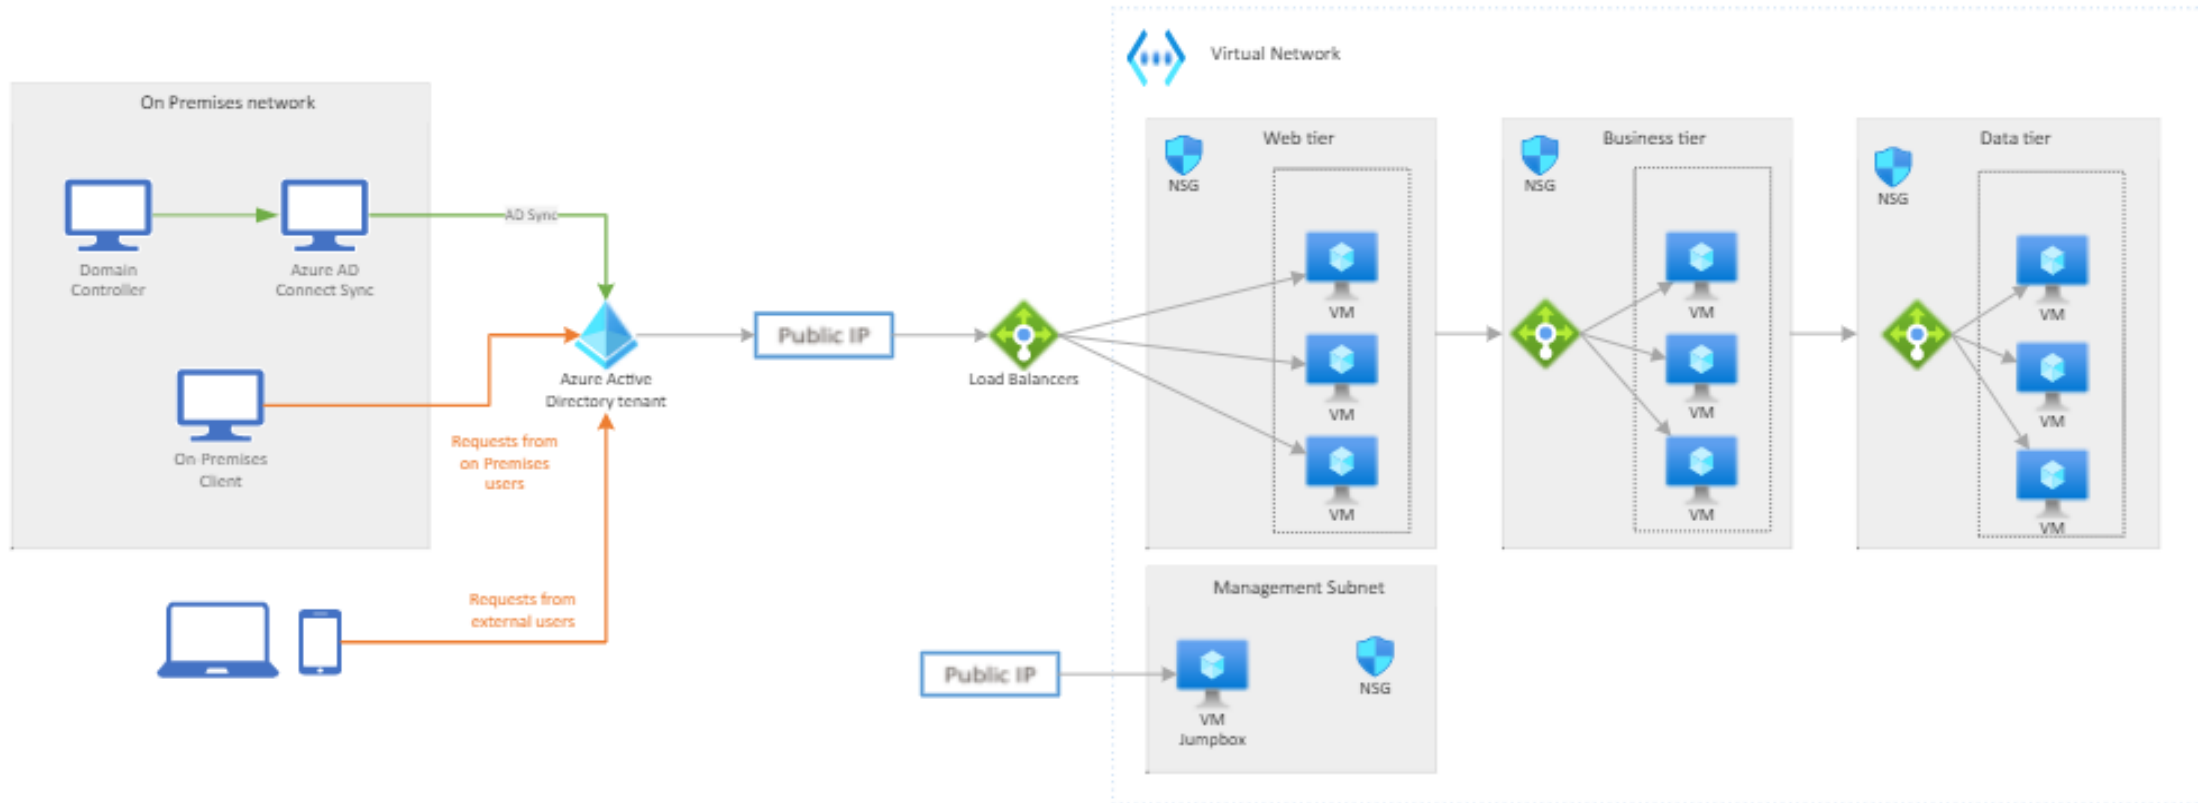 Virtual Network
On Premises network
Domain
Controller
Azure AD
Connect Sync
AD Sync
On-Premises
Client
Azure Active
Directory tenant
Requests from
on Premises
users
Requests from
external users
Public IP
Load Balancers
Web tier
NSG
VM
VM
VM
Business tier
NSG
VM
VM
VM
Data tier
NSG
VM
VM
VM
Management Subnet
Public IP
VM
Jumpbox
NSG